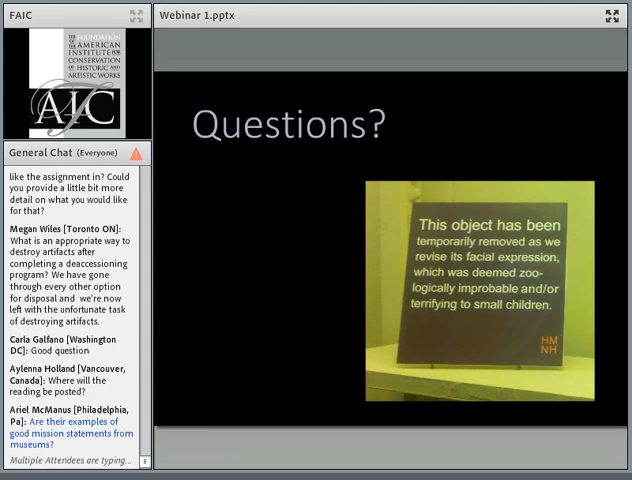 FAIC
THE FOUNDATION
OF THE AMERICAN
INSTITUTE FOR
CONSERVATION
OF HISTORIC AND
ARTISTIC WORKS
AIC
General Chat (Everyone)
like the assignment in? Could
you provide a little bit more
detail on what you would like
for that?
Megan Wiles [Toronto ON]:
What is an appropriate way to
destroy artifacts after
completing a deaccessioning
program? We have gone
through every other option
for disposal and we're now
left with the unfortunate task
of destroying artifacts.
Carla Galfano [Washington
DC]: Good question
Aylenna Holland [Vancouver,
Canada]: Where will the
reading be posted?
Ariel McManus [Philadelphia,
Pa]: Are their examples of
good mission statements from
museums?
Multiple Attendees are typing...
Webinar 1.pptx
Questions?
This object has been
temporarily removed as we
revise its facial expression,
which was deemed zoo-
logically improbable and/or
terrifying to small children.
HM
NH